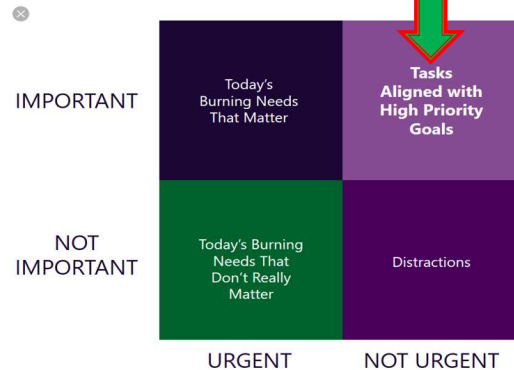 IMPORTANT
Today's
Burning Needs
That Matter
Tasks
Aligned with
High Priority
Goals
NOT
IMPORTANT
Today's Burning
Needs That
Don't Really
Matter
Distractions
URGENT
NOT URGENT